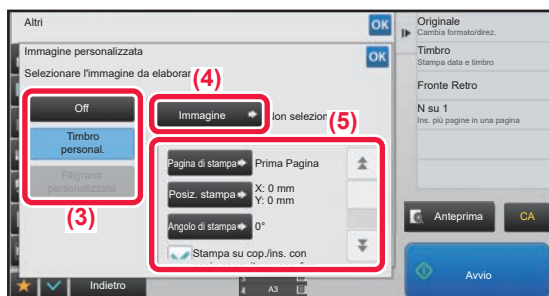 Altri
OK
Immagine personalizzata
OK
Selezionare l'immagine da elaborar
(4)
Off
Immagine
Non selezion
(5)
Timbro
personal.
Filigrana
personalizzata
(3)
Pagina di stampa
Prima Pagina
Posiz. stampa
X: 0 mm
Y: 0 mm
Angolo di stampa
0°
Stampa su cop./ins. con
Indietro
A3
Originale
Cambia formato/direz.
Timbro
Stampa data e timbro
Fronte Retro
N su 1
Ins. più pagine in una pagina
Anteprima
CA
Avvio